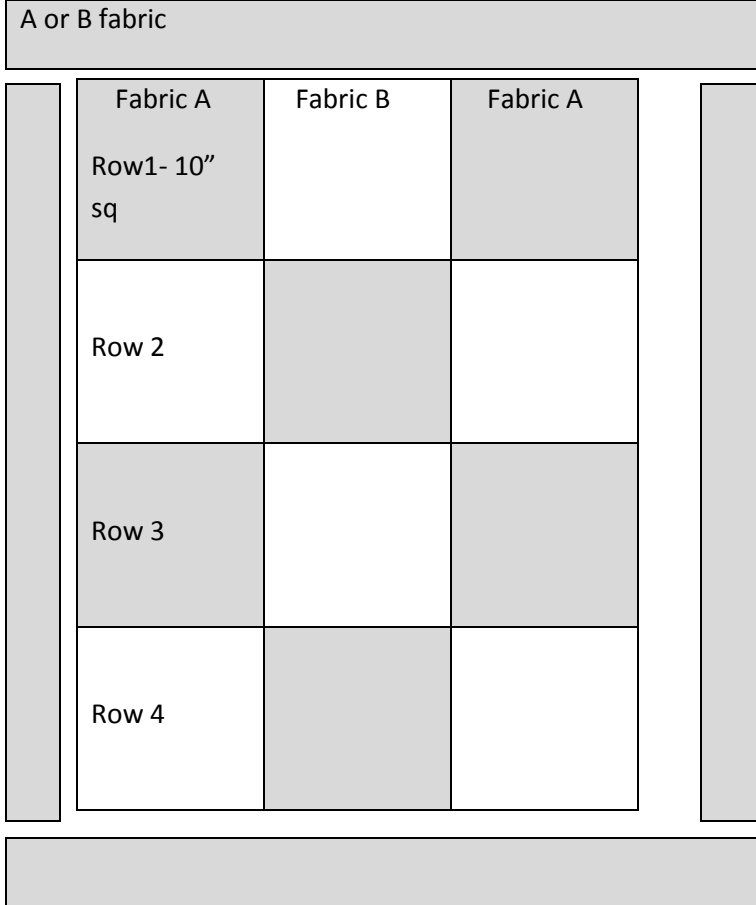 A or B fabric
Fabric A
Fabric B
Fabric A
Row1- 10”
sq
Row 2
Row 3
Row 4